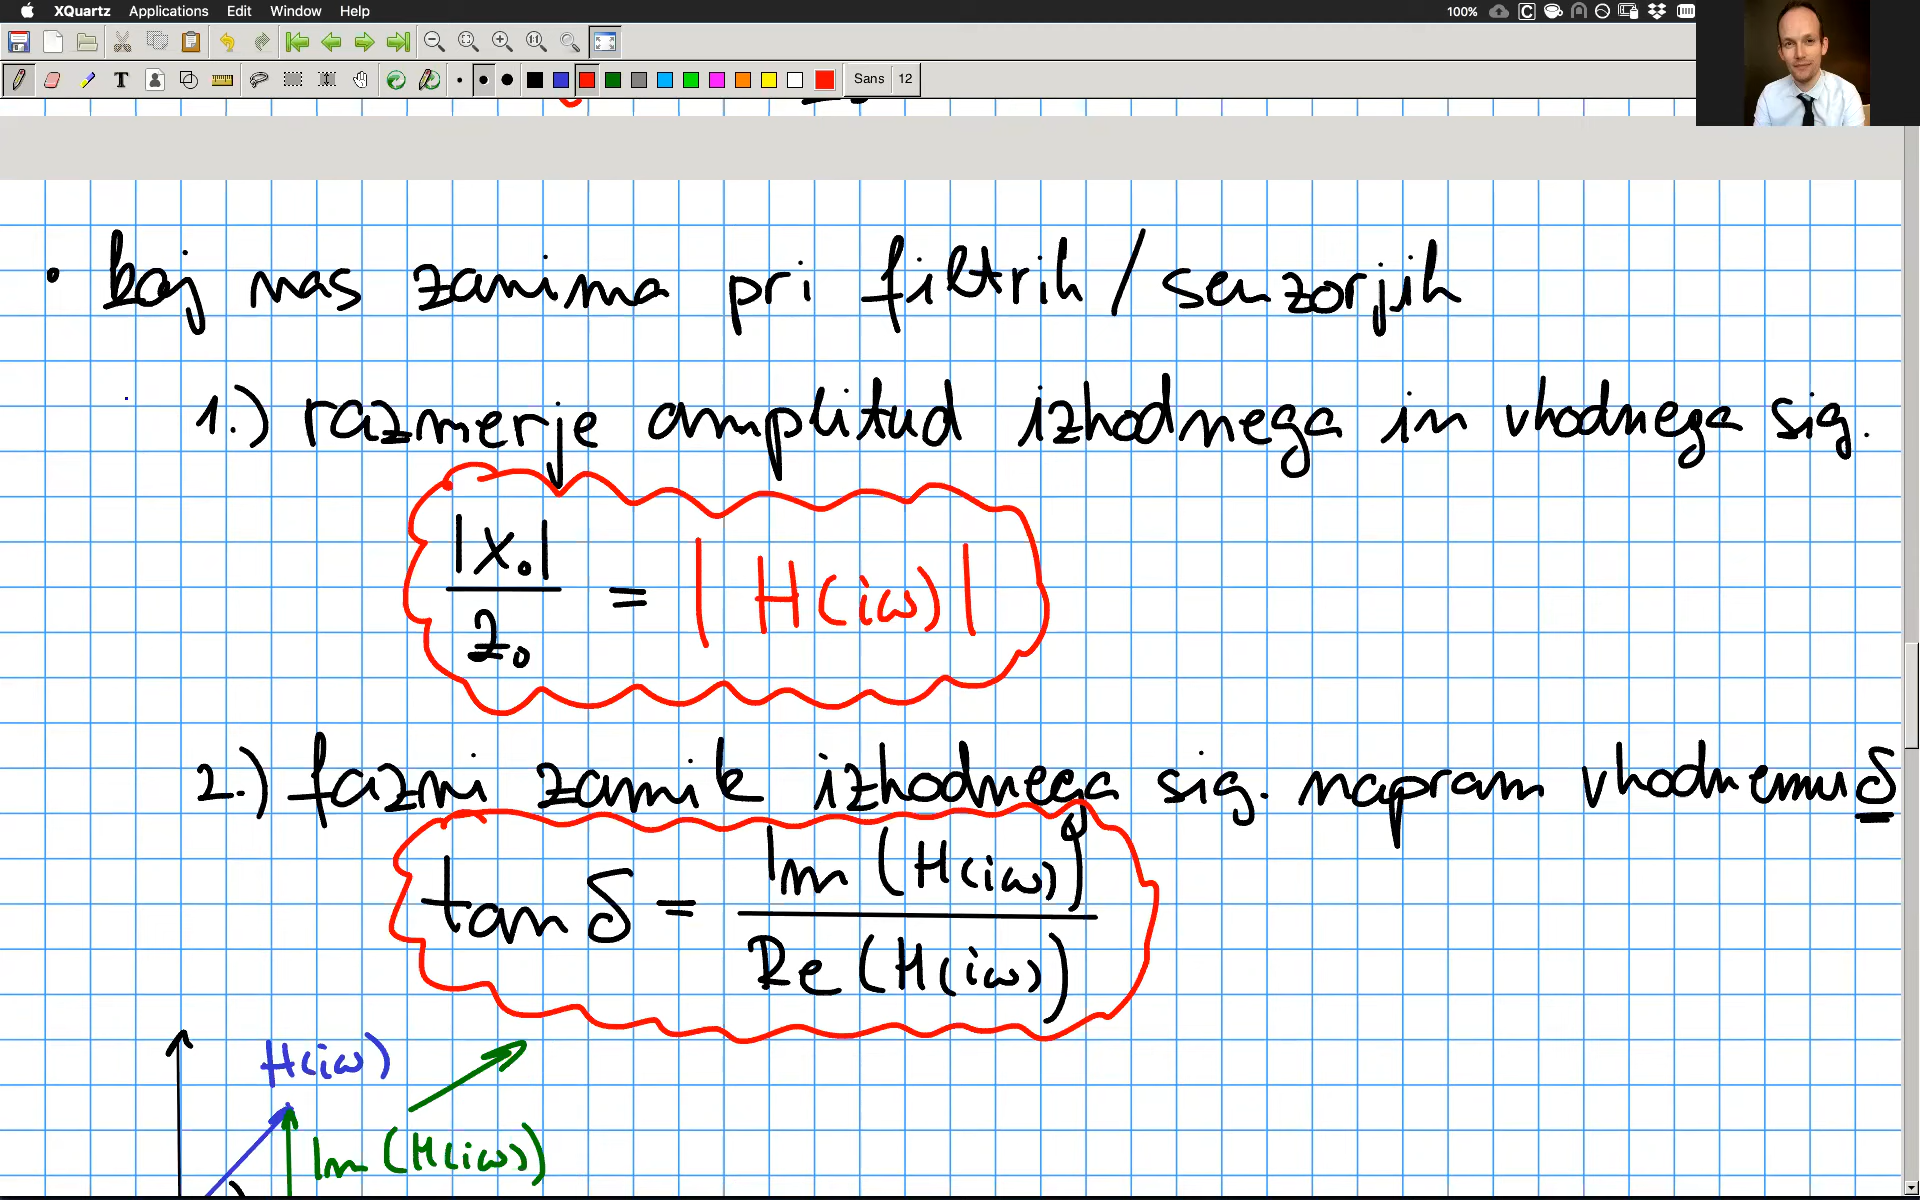 XQuartz Applications Edit Window Help 100%
Sans 12
• kaj nas zanima pri filtrih / senzorjih
1.) razmerje amplitud izhodnega in vhodnega sig.
|x₀| / z₀ = | H(iω) |
2.) fazni zamik izhodnega sig. napram vhodnemu δ
tan δ = Im (H(iω)) / Re (H(iω))
H(iω)
Im (H(iω))